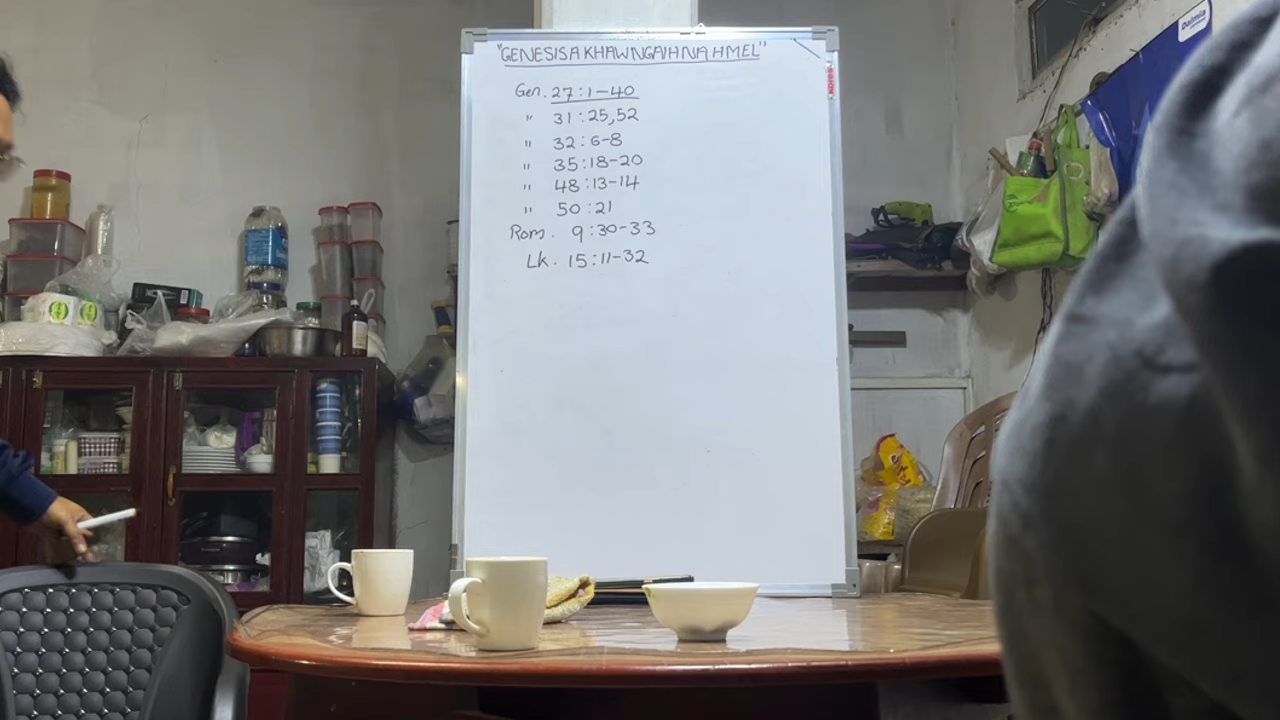 "GENESIS A KHAWNGAIHNA HMEL"
Gen. 27:1-40
" 31:25,52
" 32:6-8
" 35:18-20
" 48:13-14
" 50:21
Rom. 9:30-33
Lk. 15:11-32
Dalmia